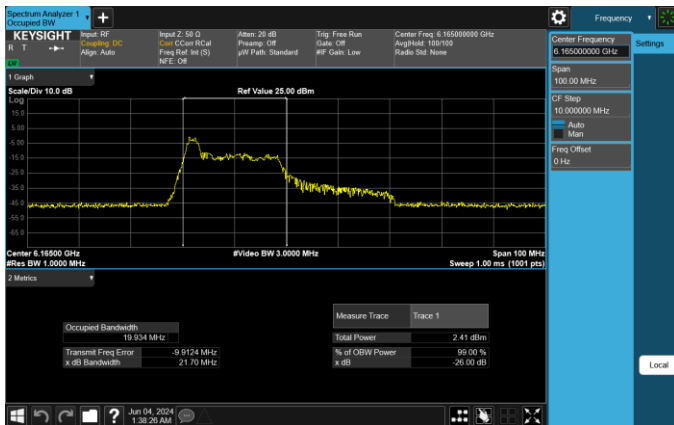 Spectrum Analyzer 1
Occupied BW
+
Frequency
KEYSIGHT
R T
Input: RF
Coupling: DC
Align: Auto
Input Z: 50 Ω
Corr CCorr RCal
Freq Ref: Int (S)
NFE: Off
Atten: 20 dB
Preamp: Off
µW Path: Standard
Trig: Free Run
Gate: Off
#IF Gain: Low
Center Freq: 6.165000000 GHz
Avg|Hold: 100/100
Radio Std: None
Center Frequency
6.165000000 GHz
Settings
Span
100.00 MHz
CF Step
10.000000 MHz
Auto
Man
Freq Offset
0 Hz
1 Graph
Scale/Div 10.0 dB
Ref Value 25.00 dBm
Log
15.0
5.00
-5.00
-15.0
-25.0
-35.0
-45.0
-55.0
-65.0
Center 6.16500 GHz
#Video BW 3.0000 MHz
Span 100 MHz
#Res BW 1.0000 MHz
Sweep 1.00 ms (1001 pts)
2 Metrics
Measure Trace
Trace 1
Occupied Bandwidth
19.934 MHz
Total Power
2.41 dBm
Transmit Freq Error
-9.9124 MHz
% of OBW Power
99.00 %
x dB Bandwidth
21.70 MHz
x dB
-26.00 dB
Local
?
Jun 04, 2024
1:38:26 AM